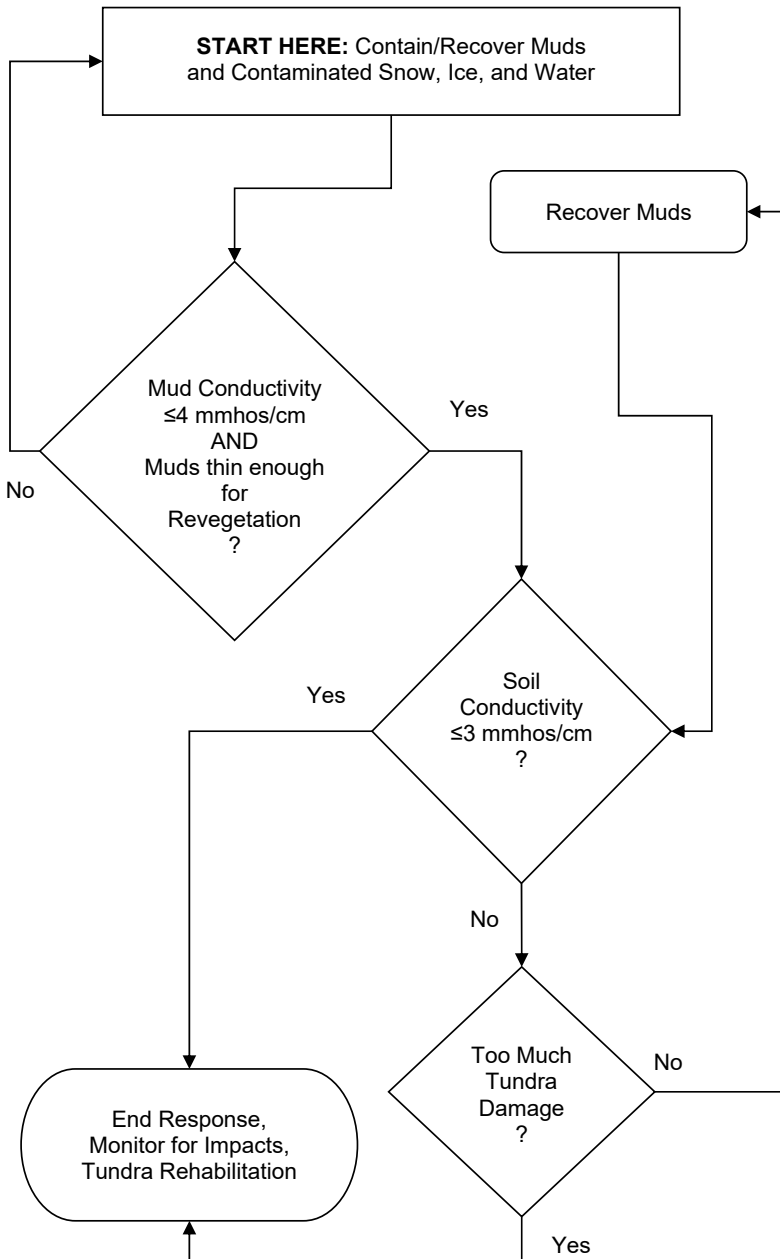 START HERE: Contain/Recover Muds
and Contaminated Snow, Ice, and Water
Recover Muds
Mud Conductivity
≤4 mmhos/cm
AND
Muds thin enough
for
Revegetation
?
Yes
No
Soil
Conductivity
≤3 mmhos/cm
?
Yes
No
Too Much
Tundra
Damage
?
No
End Response,
Monitor for Impacts,
Tundra Rehabilitation
Yes